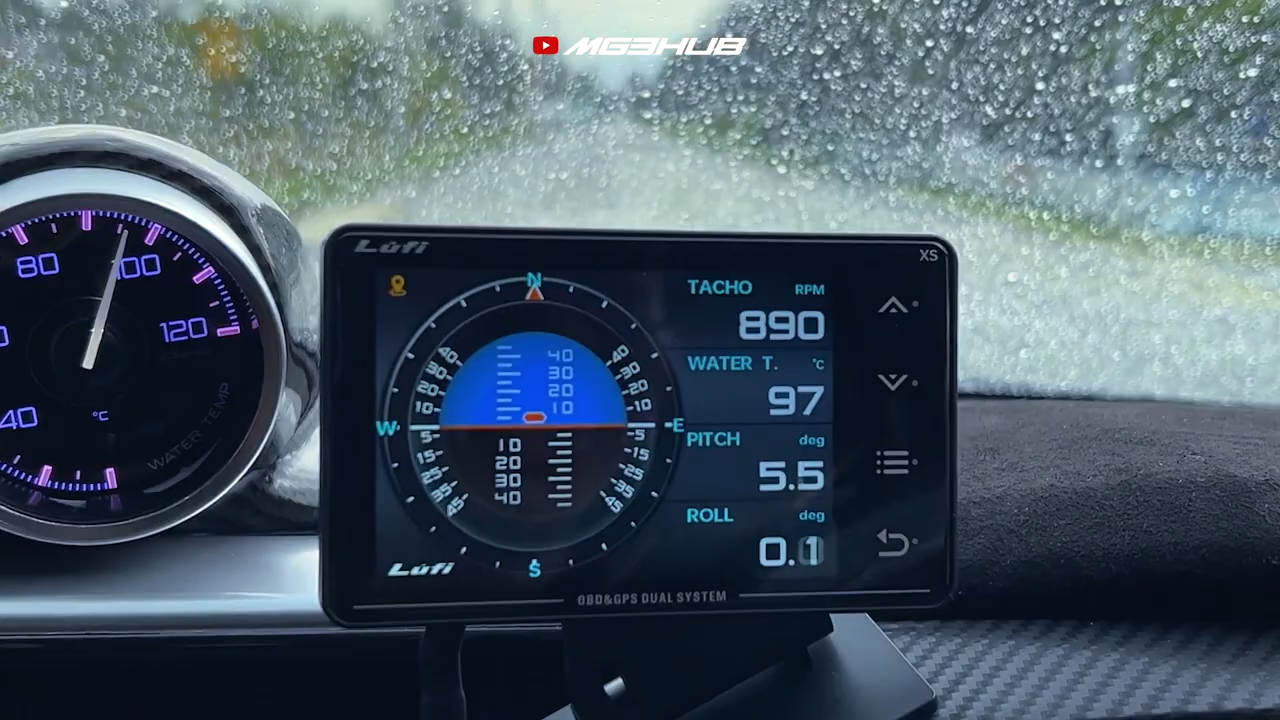 MG3HUB
Lufi
XS
80
100
120
40
°C
WATER TEMP
N
W
E
S
40
30
20
10
40
30
20
10
40
30
20
10
5
15
25
35
45
10
20
30
40
5
15
25
35
45
TACHO RPM
890
WATER T. °C
97
PITCH deg
5.5
ROLL deg
0.1
Lufi
OBD&GPS DUAL SYSTEM